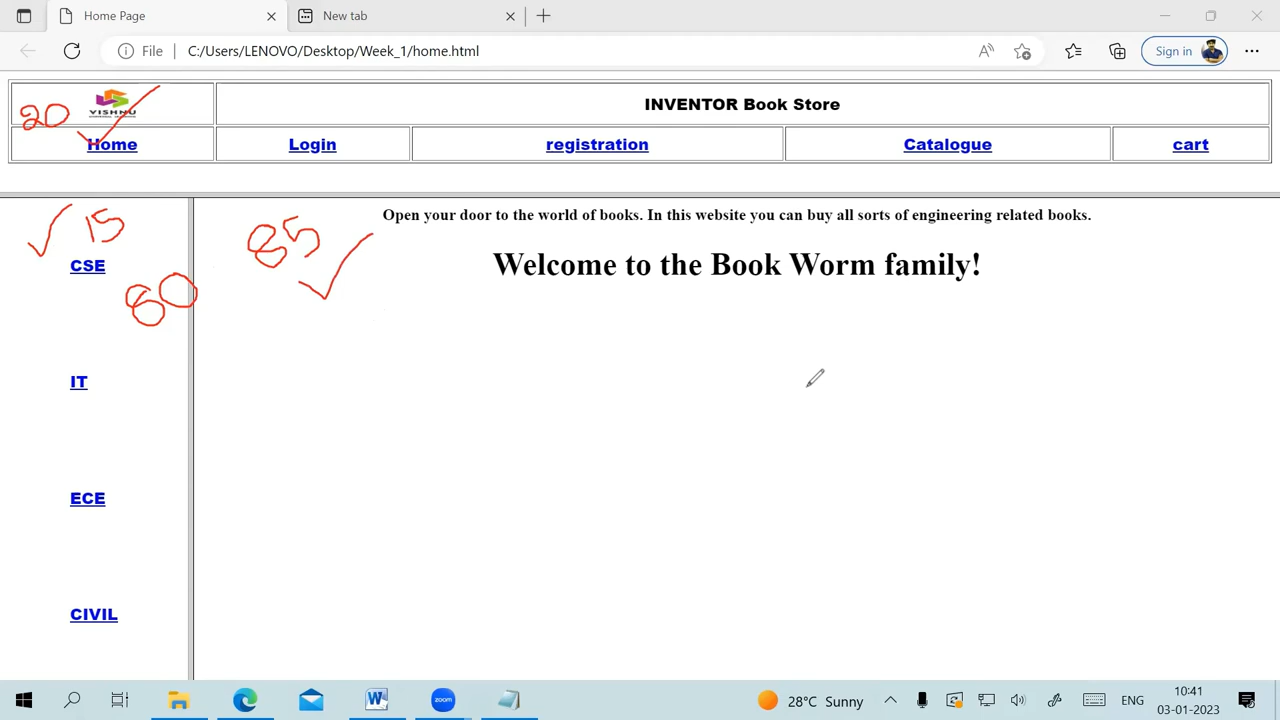 Home Page
New tab
File
C:/Users/LENOVO/Desktop/Week_1/home.html
Sign in
20
VISHNU
INVENTOR Book Store
Home
Login
registration
Catalogue
cart
15
85
80
Open your door to the world of books. In this website you can buy all sorts of engineering related books.
Welcome to the Book Worm family!
CSE
IT
ECE
CIVIL
zoom
28°C Sunny
ENG
10:41
03-01-2023